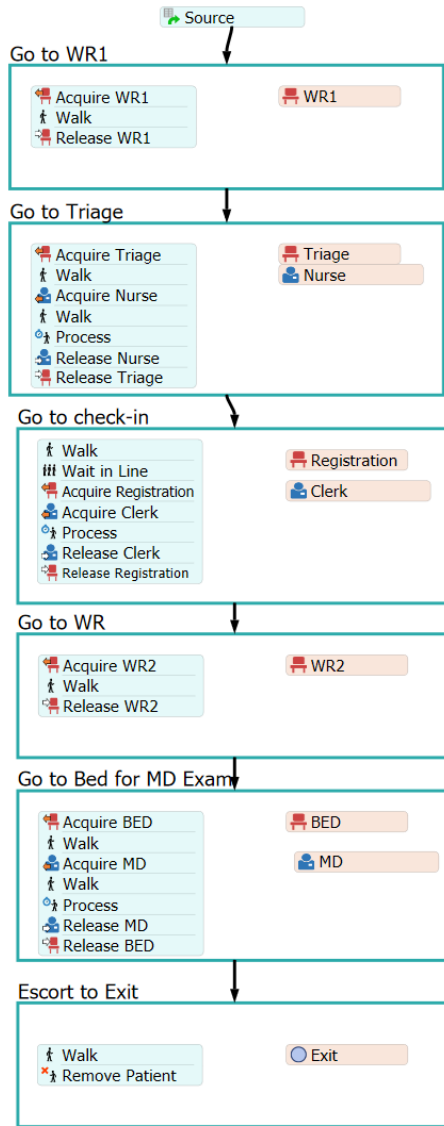 Source
Go to WR1
Acquire WR1
WR1
Walk
Release WR1
Go to Triage
Acquire Triage
Triage
Walk
Nurse
Acquire Nurse
Walk
Process
Release Nurse
Release Triage
Go to check-in
Walk
Registration
Wait in Line
Acquire Registration
Clerk
Acquire Clerk
Process
Release Clerk
Release Registration
Go to WR
Acquire WR2
WR2
Walk
Release WR2
Go to Bed for MD Exam
Acquire BED
BED
Walk
Acquire MD
MD
Walk
Process
Release MD
Release BED
Escort to Exit
Walk
Exit
Remove Patient